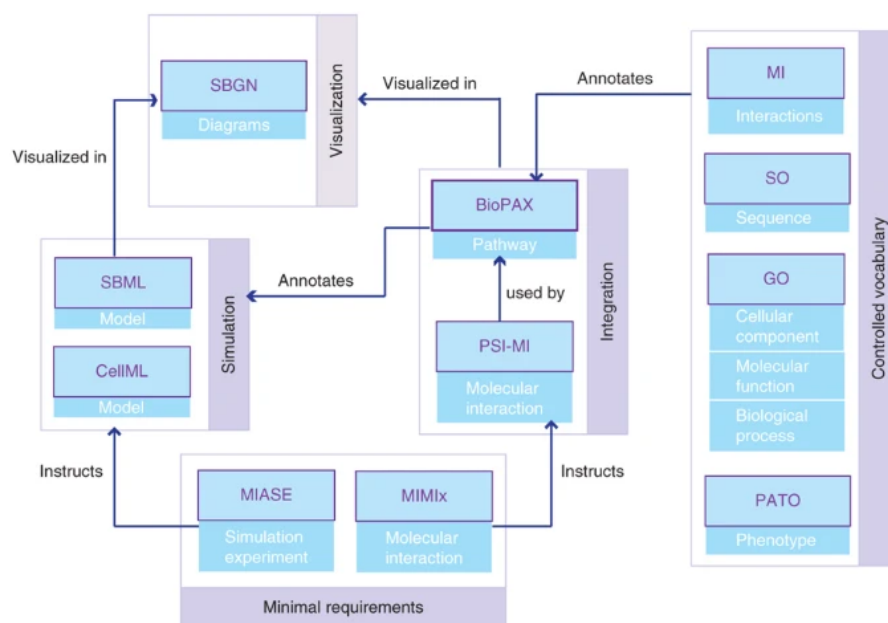 SBGN
Diagrams
Visualization
Visualized in
Annotates
MI
Interactions
SO
Sequence
GO
Cellular
component
Molecular
function
Biological
process
PATO
Phenotype
Controlled vocabulary
Visualized in
BioPAX
Pathway
used by
PSI-MI
Molecular
interaction
Integration
Annotates
SBML
Model
CellML
Model
Simulation
Instructs
MIASE
Simulation
experiment
MIMIx
Molecular
interaction
Instructs
Minimal requirements